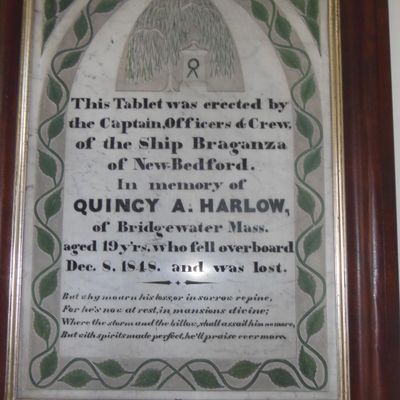 This Tablet was erected by
the Captain, Officers & Crew,
of the Ship Braganza
of New-Bedford.
In memory of
QUINCY A. HARLOW,
of Bridgewater Mass.
aged 19 y'rs. who fell overboard
Dec. 8, 1848. and was lost.
But why mourn his loss, or in sorrow repine,
For he's now at rest, in mansions divine;
Where the storm and the billow, shall assail him no more,
But with spirits made perfect, he'll praise evermore.